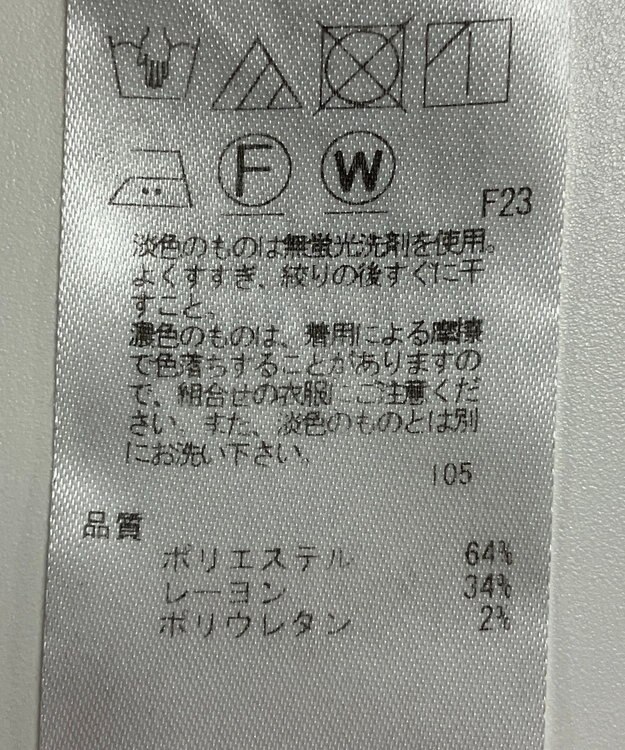 F
W
F23
淡色のものは無蛍光洗剤を使用。
よくすすぎ、絞りの後すぐに干
すこと。
濃色のものは、着用による摩擦
で色落ちすることがありますの
で、組合せの衣服にご注意くだ
さい。また、淡色のものとは別
にお洗い下さい。
105
品質
ポリエステル 64%
レーヨン 34%
ポリウレタン 2%